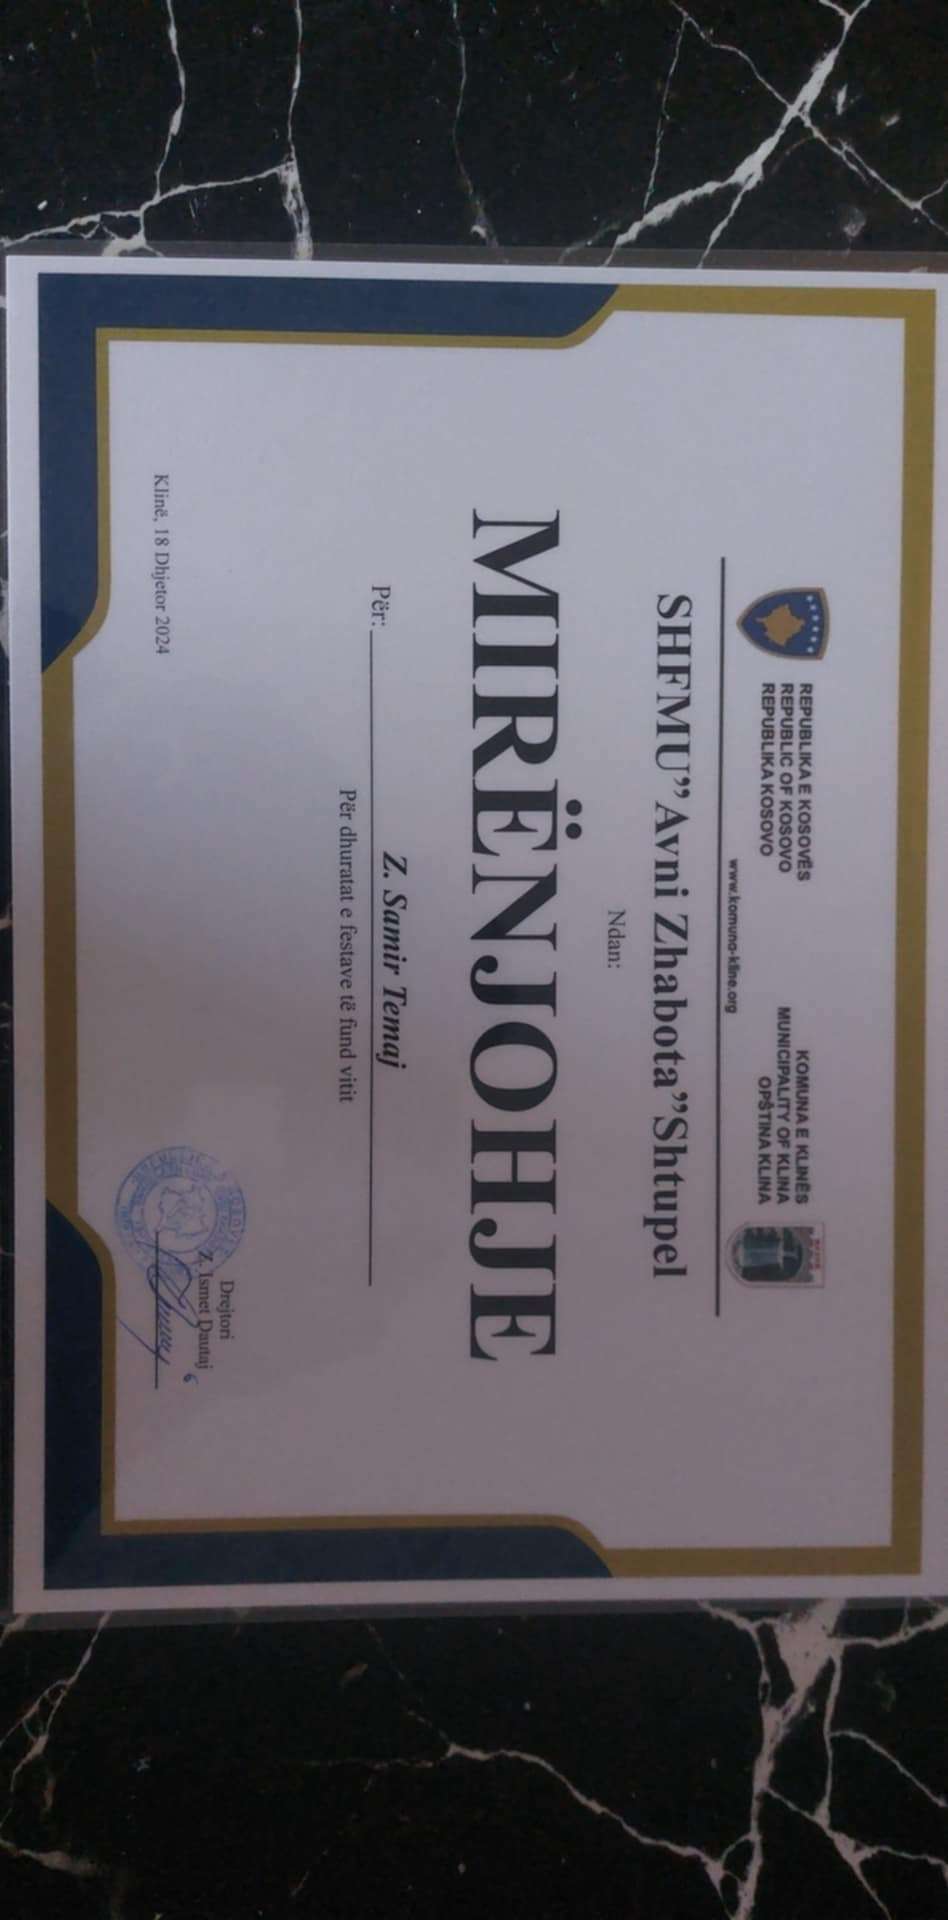 REPUBLIKA E KOSOVËS
REPUBLIC OF KOSOVO
REPUBLIKA KOSOVO
KOMUNA E KLINËS
MUNICIPALITY OF KLINA
OPŠTINA KLINA
www.komuna-kline.org
SHFMU”Avni Zhabota”Shtupel
Ndan:
MIRËNJOHJE
Për: Z. Samir Temaj
Për dhuratat e festave të fund vitit
Klinë, 18 Dhjetor 2024
Drejtori
Z. Ismet Dautaj